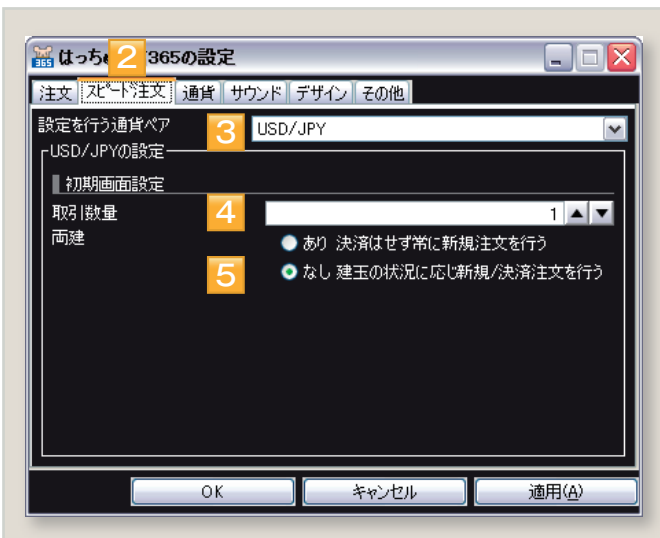 365
はっち 2 365の設定
注文 スピード注文 通貨 サウンド デザイン その他
設定を行う通貨ペア 3 USD/JPY
USD/JPYの設定
初期画面設定
取引数量 4 1
両建 あり 決済はせず常に新規注文を行う
5 なし 建玉の状況に応じ新規/決済注文を行う
OK キャンセル 適用(A)